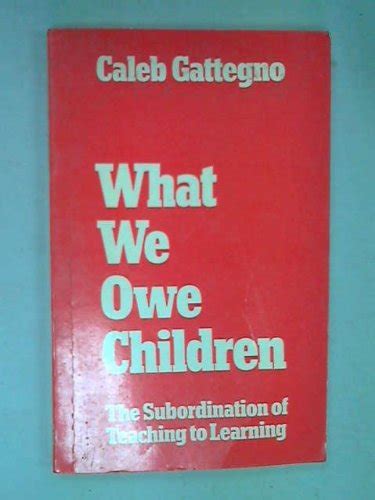 Caleb Gattegno
What
We
Owe
Children
The Subordination of
Teaching to Learning